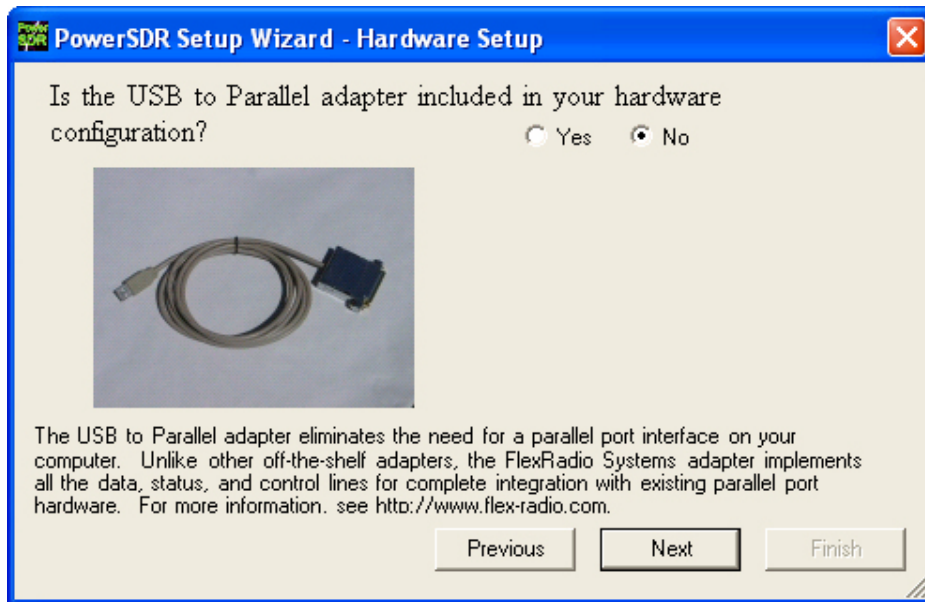 Power SDR PowerSDR Setup Wizard - Hardware Setup
Is the USB to Parallel adapter included in your hardware
configuration?
Yes No
The USB to Parallel adapter eliminates the need for a parallel port interface on your
computer. Unlike other off-the-shelf adapters, the FlexRadio Systems adapter implements
all the data, status, and control lines for complete integration with existing parallel port
hardware. For more information, see http://www.flex-radio.com.
Previous Next Finish